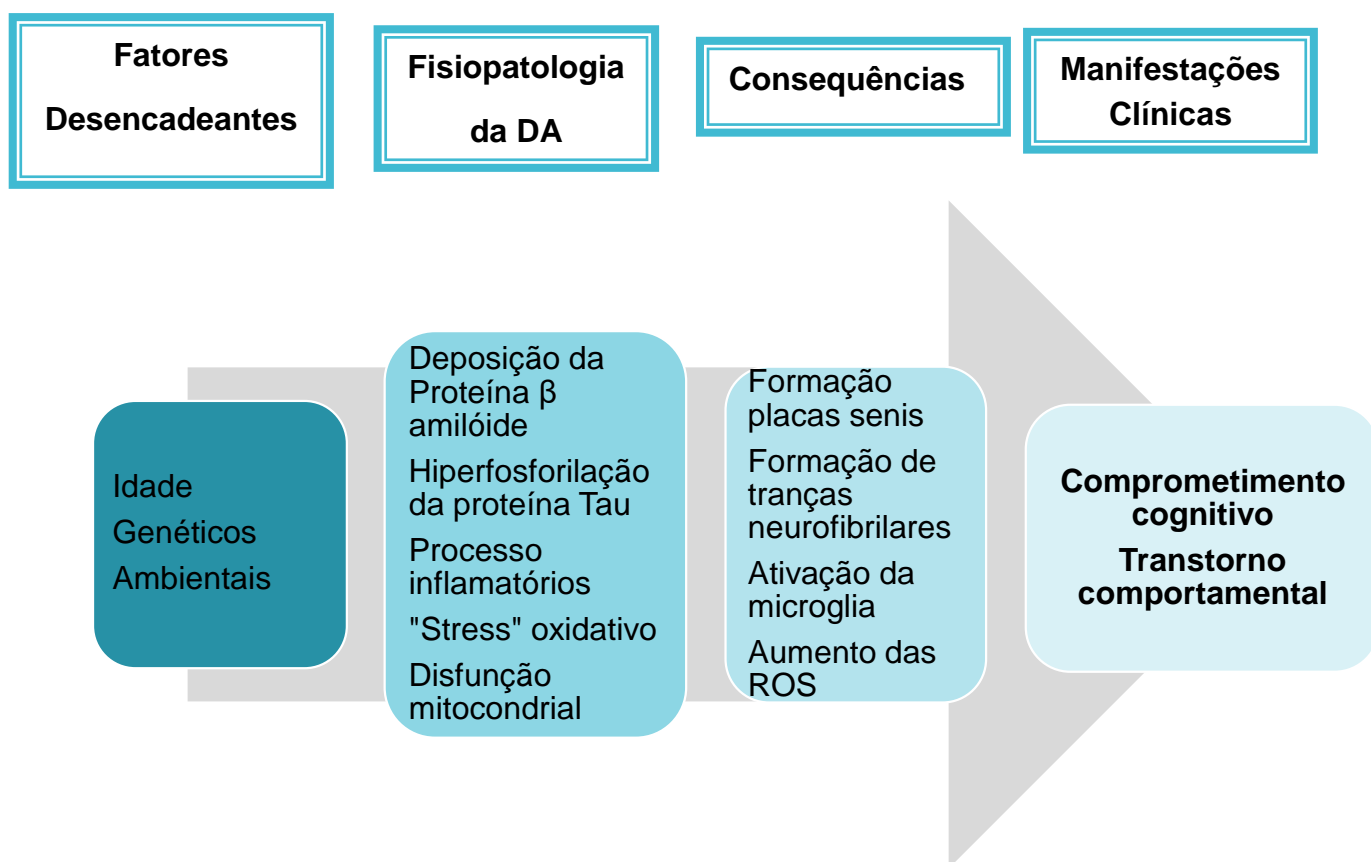 Fatores
Desencadeantes
Fisiopatologia
da DA
Consequências
Manifestações
Clínicas
Idade
Genéticos
Ambientais
Deposição da
Proteína β
amilóide
Hiperfosforilação
da proteína Tau
Processo
inflamatórios
"Stress" oxidativo
Disfunção
mitocondrial
Formação
placas senis
Formação de
tranças
neurofibrilares
Ativação da
microglia
Aumento das
ROS
Comprometimento
cognitivo
Transtorno
comportamental